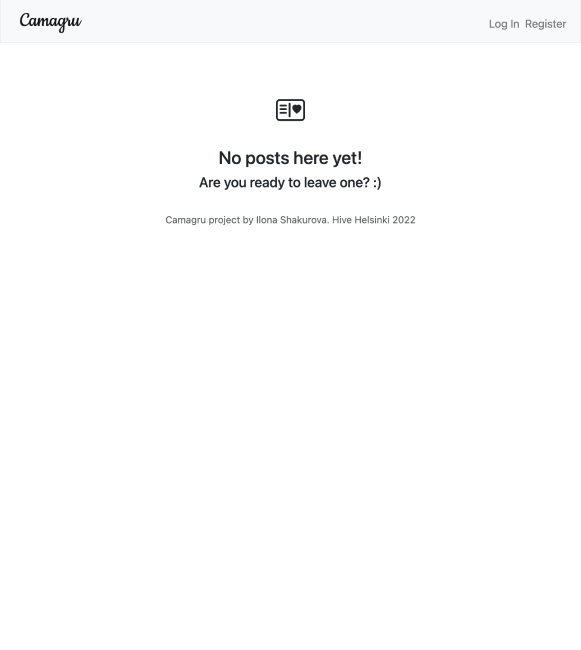 Camagru
Log In Register
No posts here yet!
Are you ready to leave one? :)
Camagru project by Ilona Shakurova. Hive Helsinki 2022